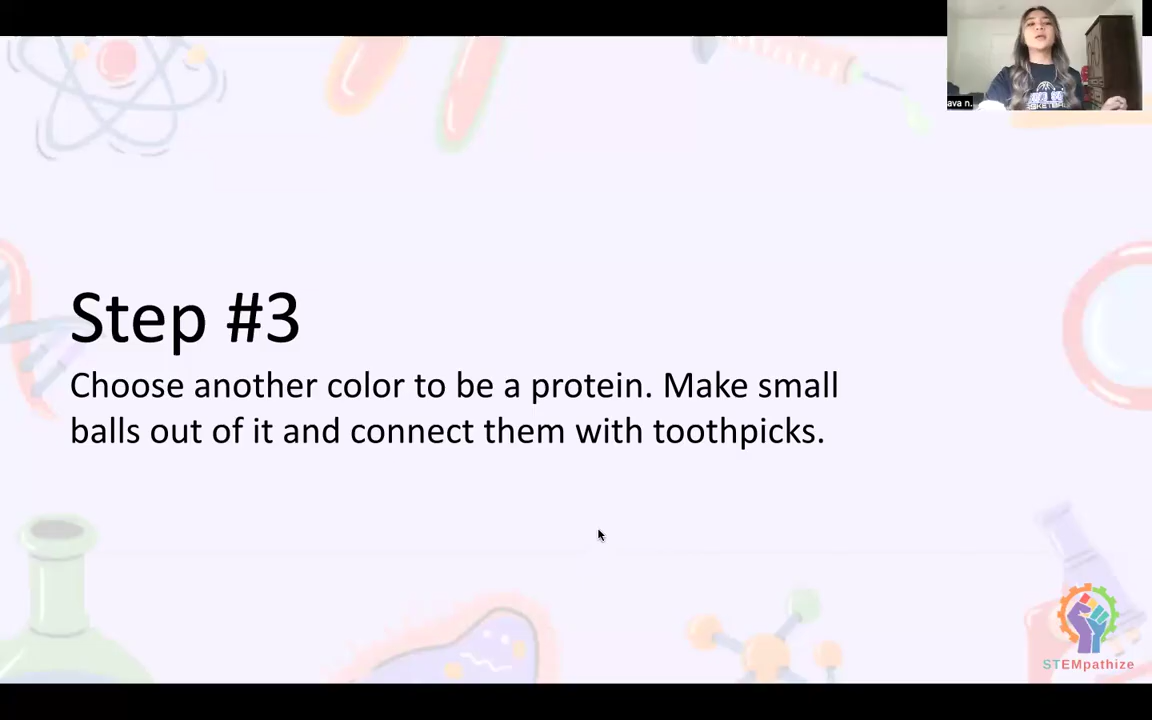 ava n.
Step #3
Choose another color to be a protein. Make small
balls out of it and connect them with toothpicks.
STEMpathize